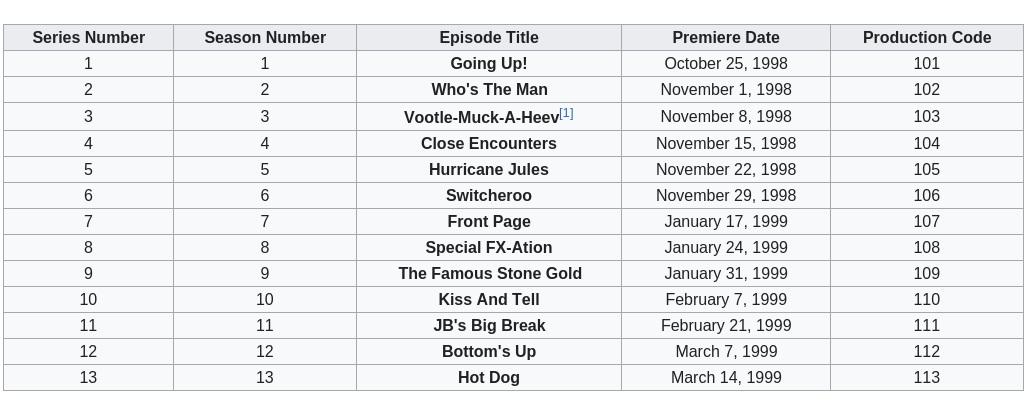 Series Number Season Number Episode Title Premiere Date Production Code
1 1 Going Up! October 25, 1998 101
2 2 Who's The Man November 1, 1998 102
3 3 Vootle-Muck-A-Heev[1] November 8, 1998 103
4 4 Close Encounters November 15, 1998 104
5 5 Hurricane Jules November 22, 1998 105
6 6 Switcheroo November 29, 1998 106
7 7 Front Page January 17, 1999 107
8 8 Special FX-Ation January 24, 1999 108
9 9 The Famous Stone Gold January 31, 1999 109
10 10 Kiss And Tell February 7, 1999 110
11 11 JB's Big Break February 21, 1999 111
12 12 Bottom's Up March 7, 1999 112
13 13 Hot Dog March 14, 1999 113